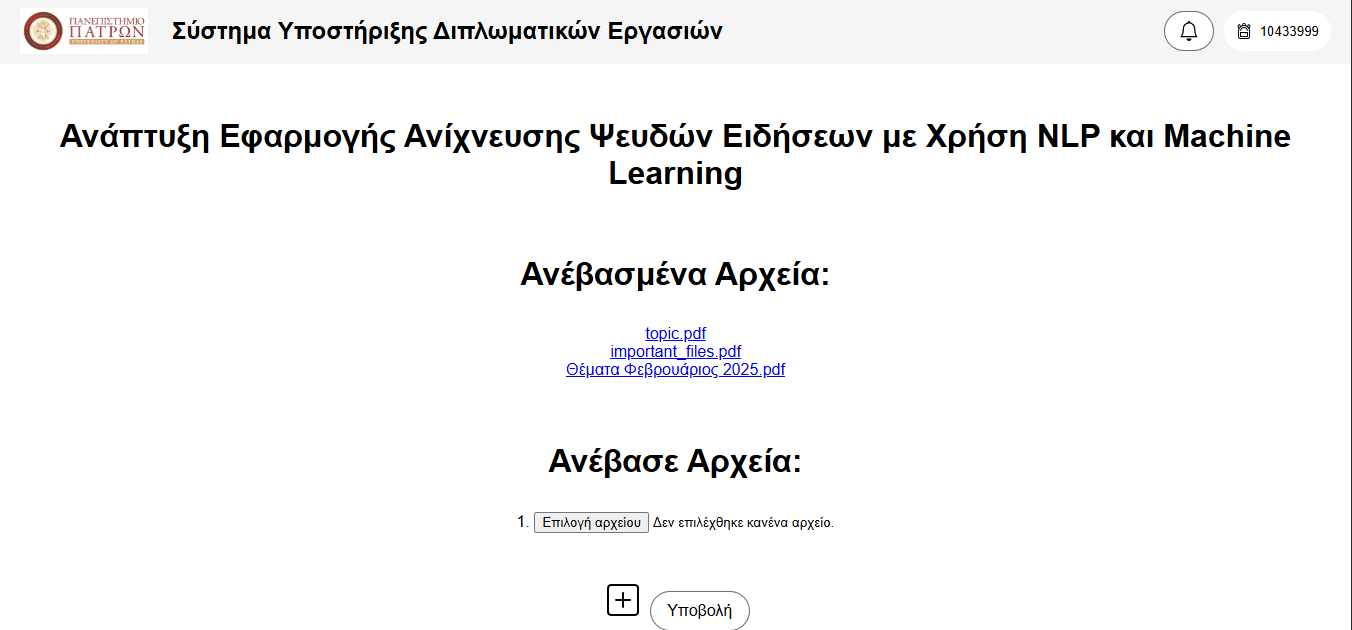 ΠΑΝΕΠΙΣΤΗΜΙΟ
ΠΑΤΡΩΝ
UNIVERSITY OF PATRAS
Σύστημα Υποστήριξης Διπλωματικών Εργασιών
10433999
Ανάπτυξη Εφαρμογής Ανίχνευσης Ψευδών Ειδήσεων με Χρήση NLP και Machine
Learning
Ανέβασμένα Αρχεία:
topic.pdf
important_files.pdf
Θέματα Φεβρουάριος 2025.pdf
Ανέβασε Αρχεία:
1. Επιλογή αρχείου Δεν επιλέχθηκε κανένα αρχείο.
Υποβολή